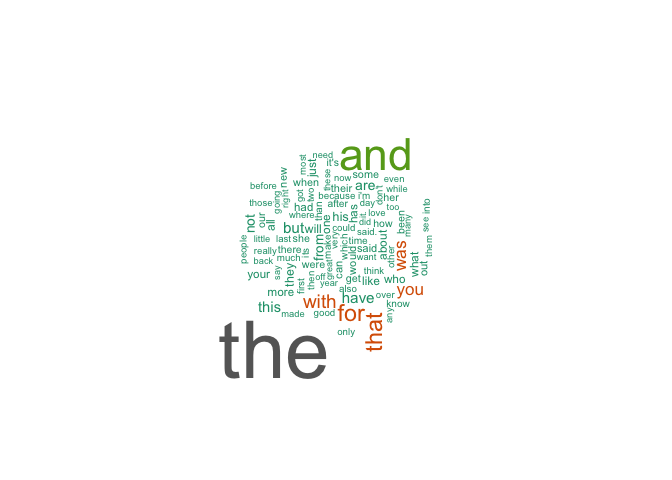 and
need
most
it's
just
these
new
now
some
before
going
right
got
two
when
their
are
even
while
those
because
i'm
don't
her
our
had
than
after
day
too
not
all
where
his
has
love
into
but
will
one
could
did
how
been
many
see
little
last
she
very
which
said.
time
about
them
people
really
there
its
from
make
would
said
was
other
what
back
much
they
want
out
your
say
then
off
great
can
get
think
like
who
first
year
also
more
have
over
you
this
with
know
made
good
for
any
that
only
the